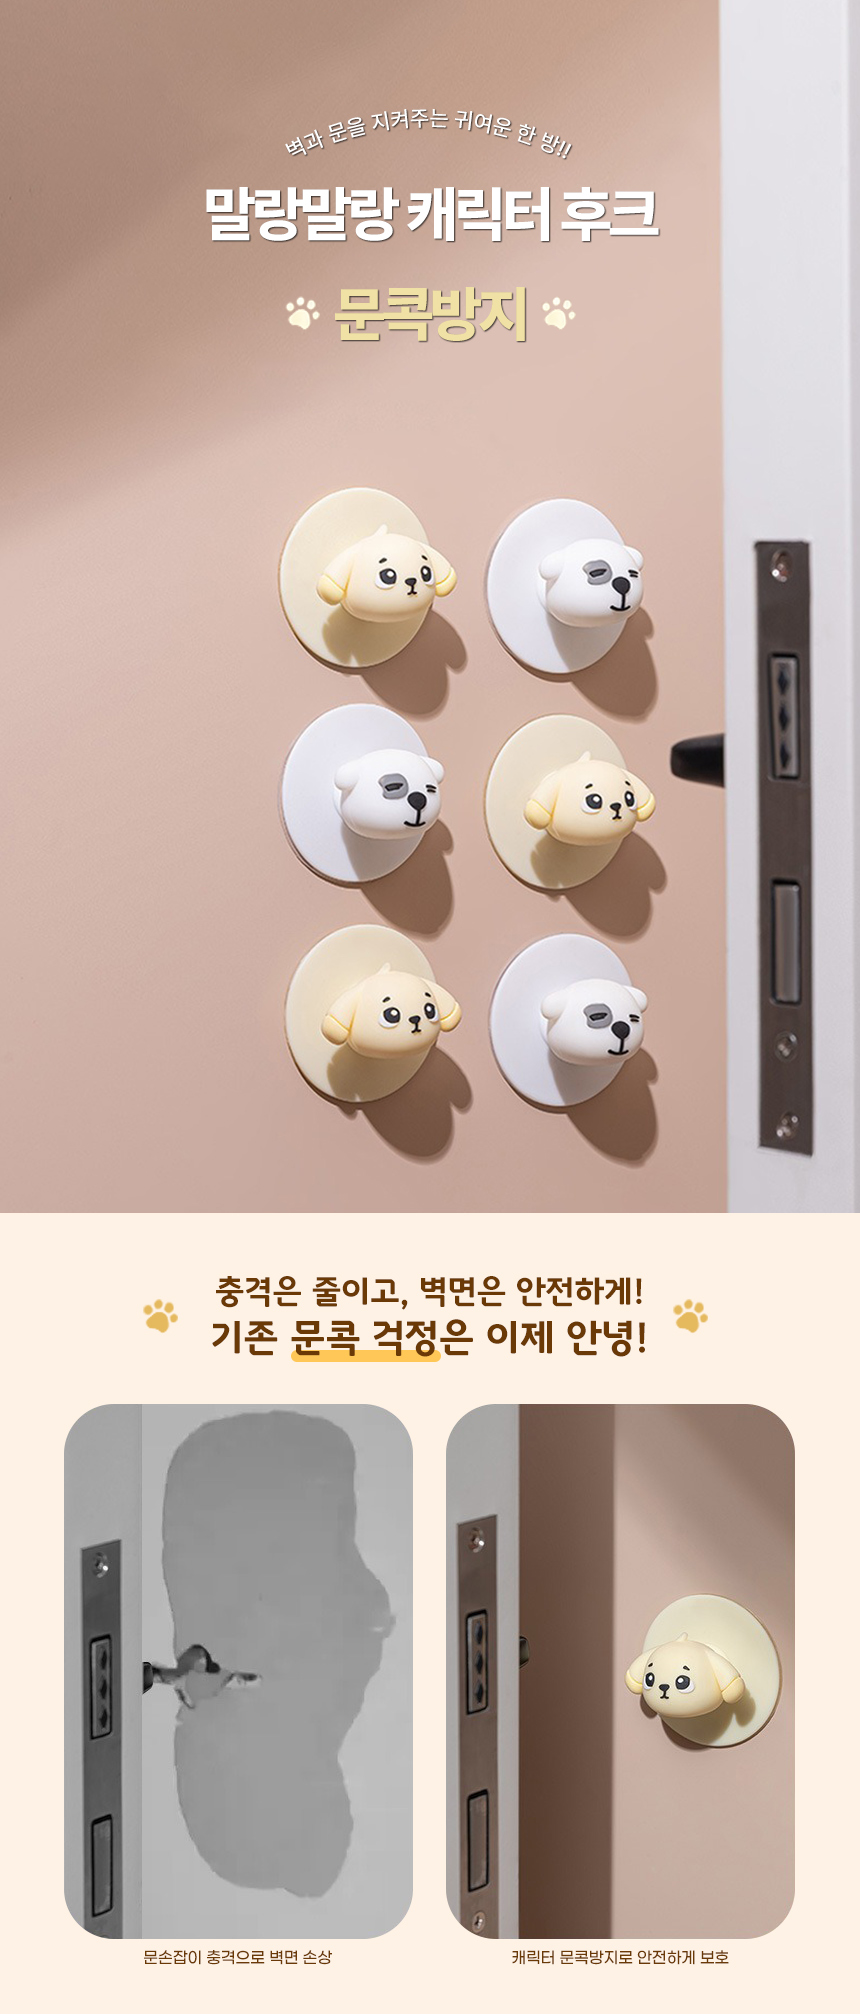 벽과 문을 지켜주는 귀여운 한 방!!
말랑말랑 캐릭터 후크
문콕방지
충격은 줄이고, 벽면은 안전하게!
기존 문콕 걱정은 이제 안녕!
문손잡이 충격으로 벽면 손상
캐릭터 문콕방지로 안전하게 보호